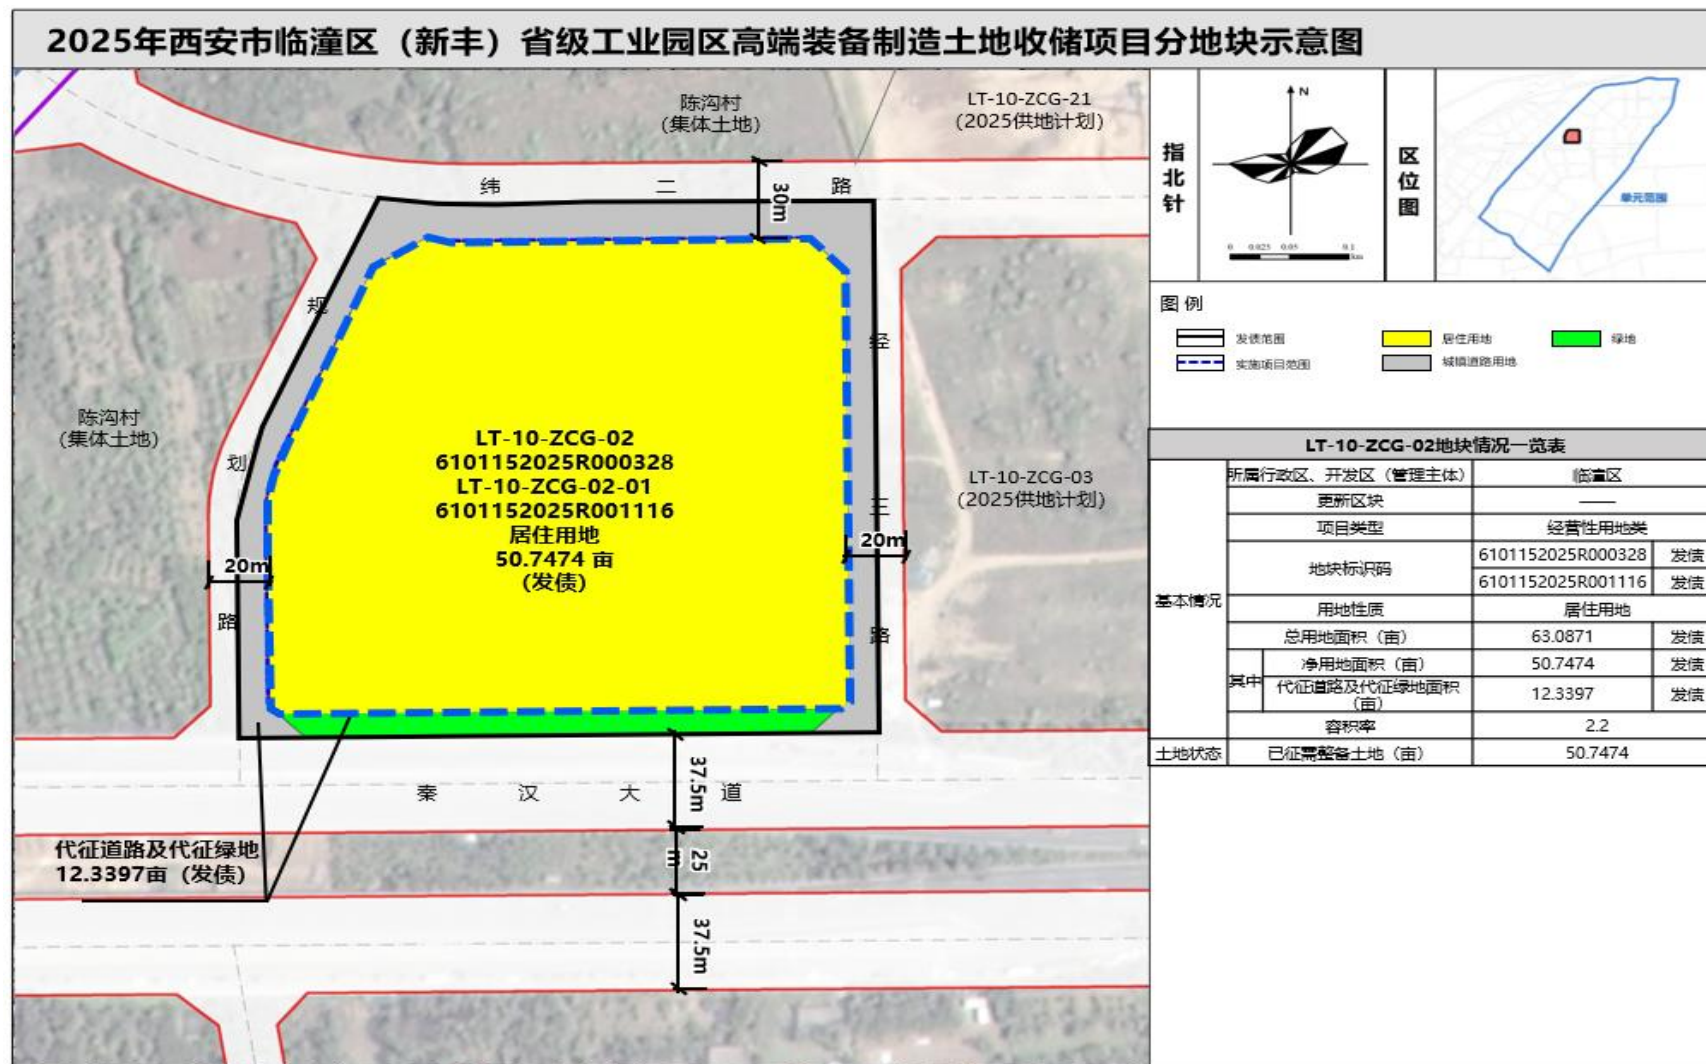 2025年西安市临潼区（新丰）省级工业园区高端装备制造土地收储项目分地块示意图
陈沟村
(集体土地)
LT-10-ZCG-21
(2025供地计划)
纬二路
30m
规划路
经三路
陈沟村
(集体土地)
LT-10-ZCG-02
6101152025R000328
LT-10-ZCG-02-01
6101152025R001116
居住用地
50.7474 亩
(发债)
LT-10-ZCG-03
(2025供地计划)
20m
20m
37.5m
秦汉大道
代征道路及代征绿地
12.3397亩（发债）
25m
37.5m
指北针
N
0 0.025 0.05 0.1
km
区位图
单元范围
图 例
发债范围
居住用地
绿地
实施项目范围
城镇道路用地
LT-10-ZCG-02地块情况一览表
基本情况
所属行政区、开发区（管理主体） 临潼区
更新区块 ——
项目类型 经营性用地类
地块标识码 6101152025R000328 发债
6101152025R001116 发债
用地性质 居住用地
总用地面积（亩） 63.0871 发债
其中 净用地面积（亩） 50.7474 发债
代征道路及代征绿地面积（亩） 12.3397 发债
容积率 2.2
土地状态 已征需整备土地（亩） 50.7474